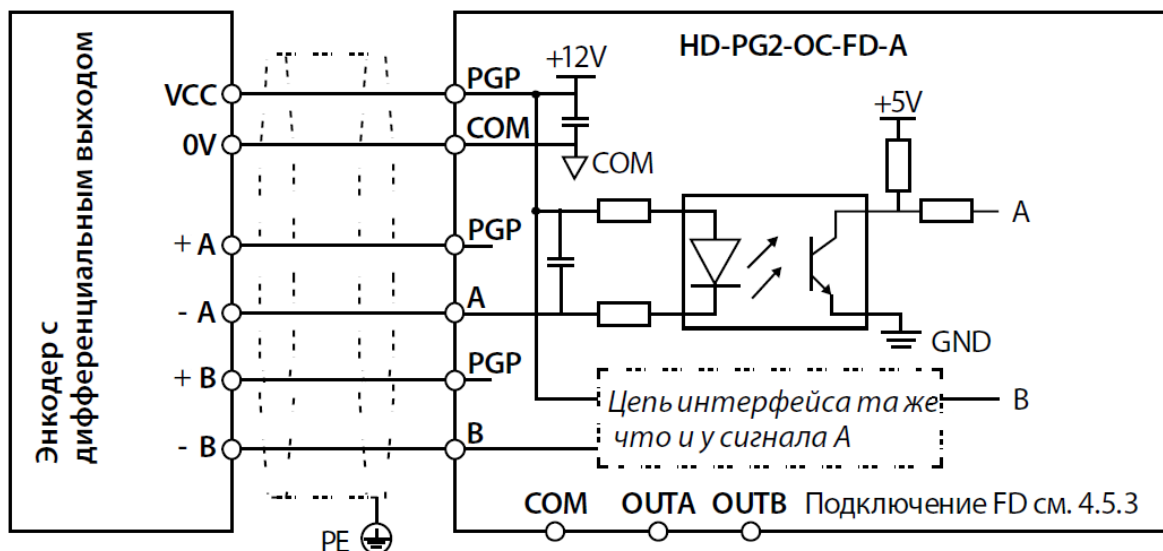 Энкодер с
дифференциальным выходом
VCC
0V
+ A
- A
+ B
- B
PE
HD-PG2-OC-FD-A
PGP
+12V
COM
COM
+5V
PGP
A
A
GND
PGP
B
Цепь интерфейса та же
что и у сигнала A
B
COM OUTA OUTB Подключение FD см. 4.5.3